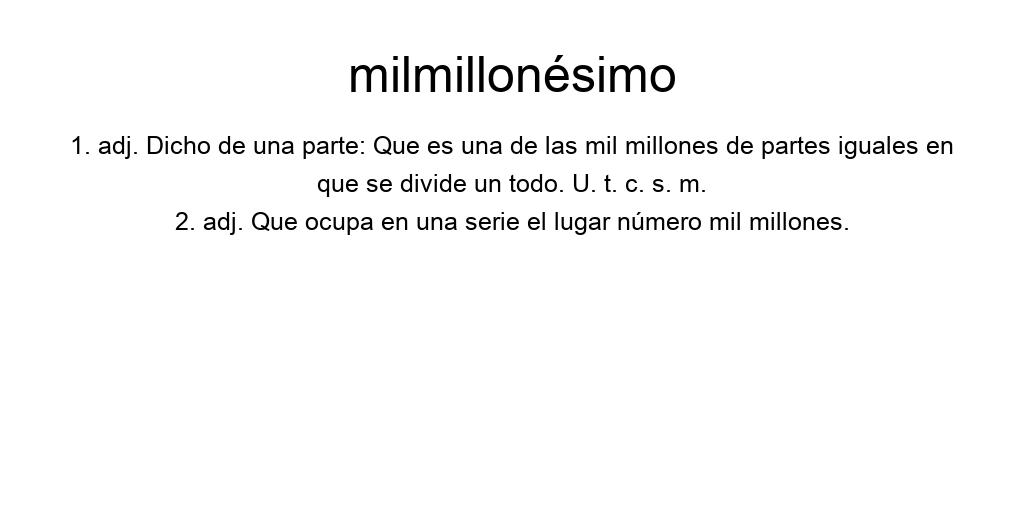 milmillonésimo
1. adj. Dicho de una parte: Que es una de las mil millones de partes iguales en
que se divide un todo. U. t. c. s. m.
2. adj. Que ocupa en una serie el lugar número mil millones.